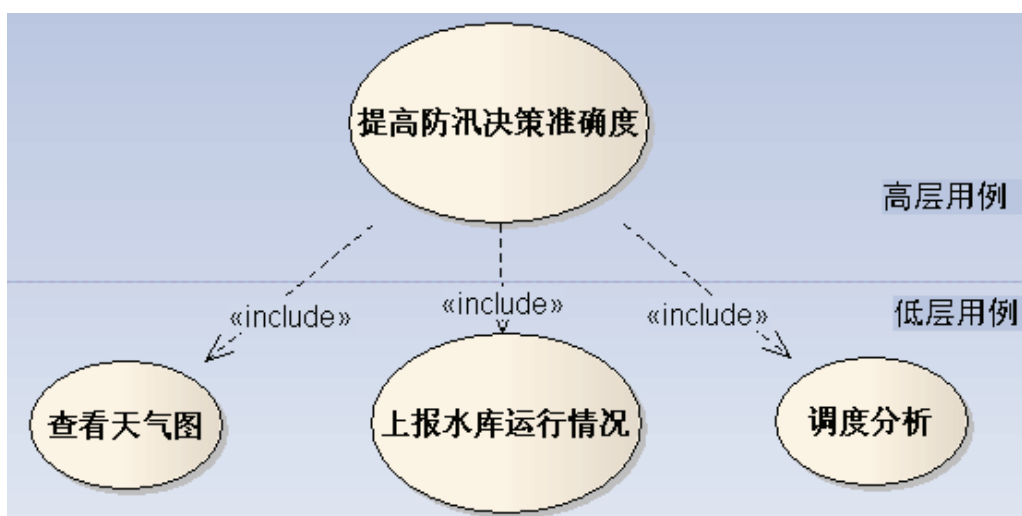 提高防汛决策准确度
高层用例
低层用例
«include»
«include»
«include»
查看天气图
上报水库运行情况
调度分析